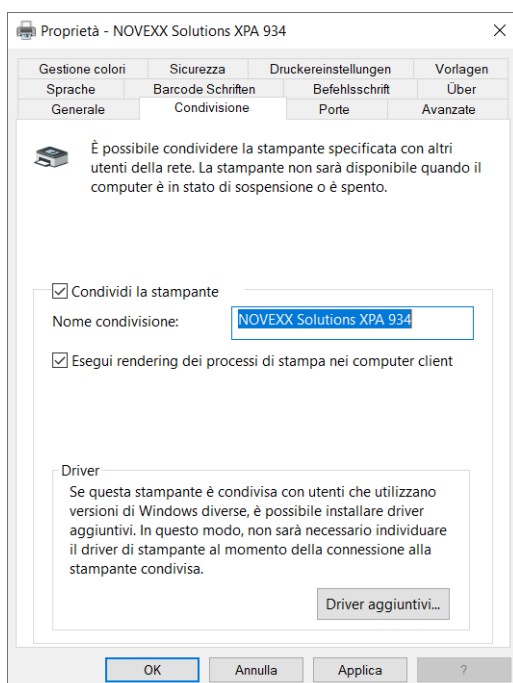 Proprietà - NOVEXX Solutions XPA 934
Gestione colori Sicurezza Druckereinstellungen Vorlagen
Sprache Barcode Schriften Befehlsschrift Über
Generale Condivisione Porte Avanzate
È possibile condividere la stampante specificata con altri
utenti della rete. La stampante non sarà disponibile quando il
computer è in stato di sospensione o è spento.
Condividi la stampante
Nome condivisione: NOVEXX Solutions XPA 934
Esegui rendering dei processi di stampa nei computer client
Driver
Se questa stampante è condivisa con utenti che utilizzano
versioni di Windows diverse, è possibile installare driver
aggiuntivi. In questo modo, non sarà necessario individuare
il driver di stampante al momento della connessione alla
stampante condivisa.
Driver aggiuntivi...
OK Annulla Applica ?